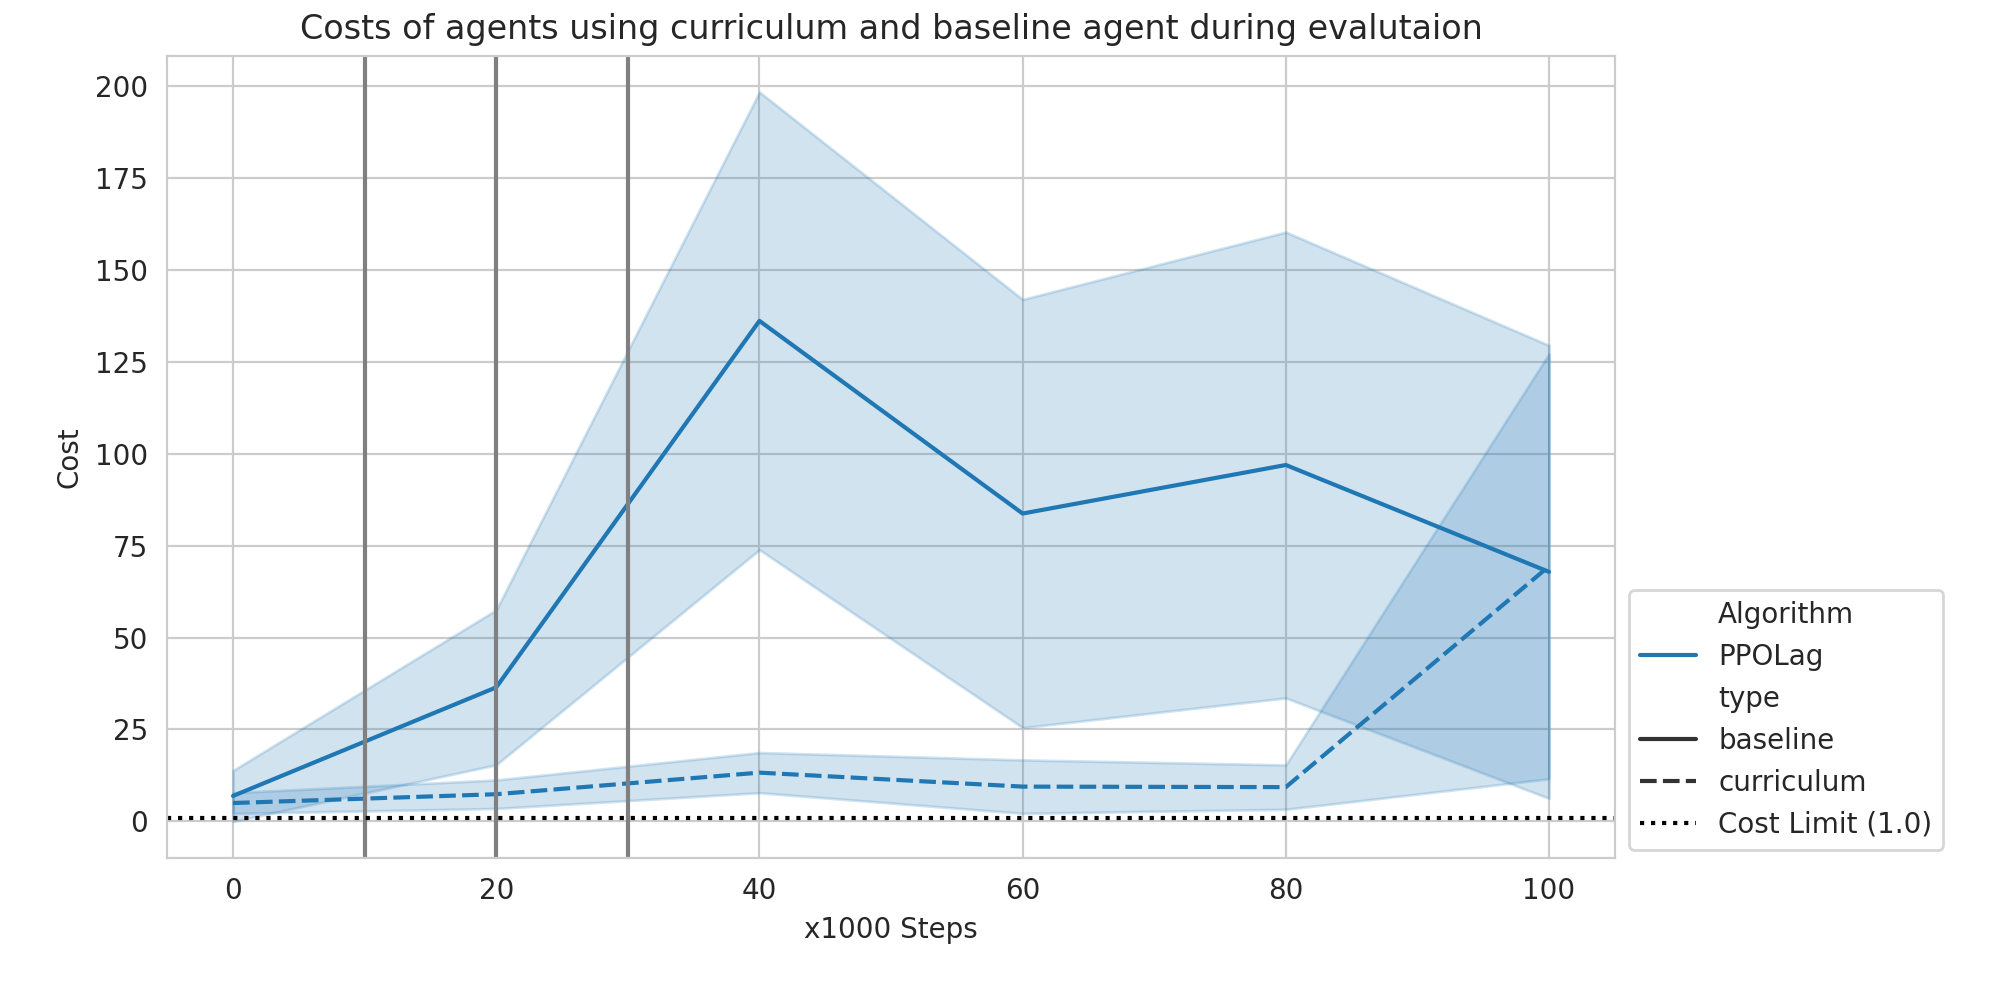 Costs of agents using curriculum and baseline agent during evalutaion
200
175
150
125
100
75
50
25
0
Cost
0 20 40 60 80 100
x1000 Steps
Algorithm
PPOLag
type
baseline
curriculum
Cost Limit (1.0)